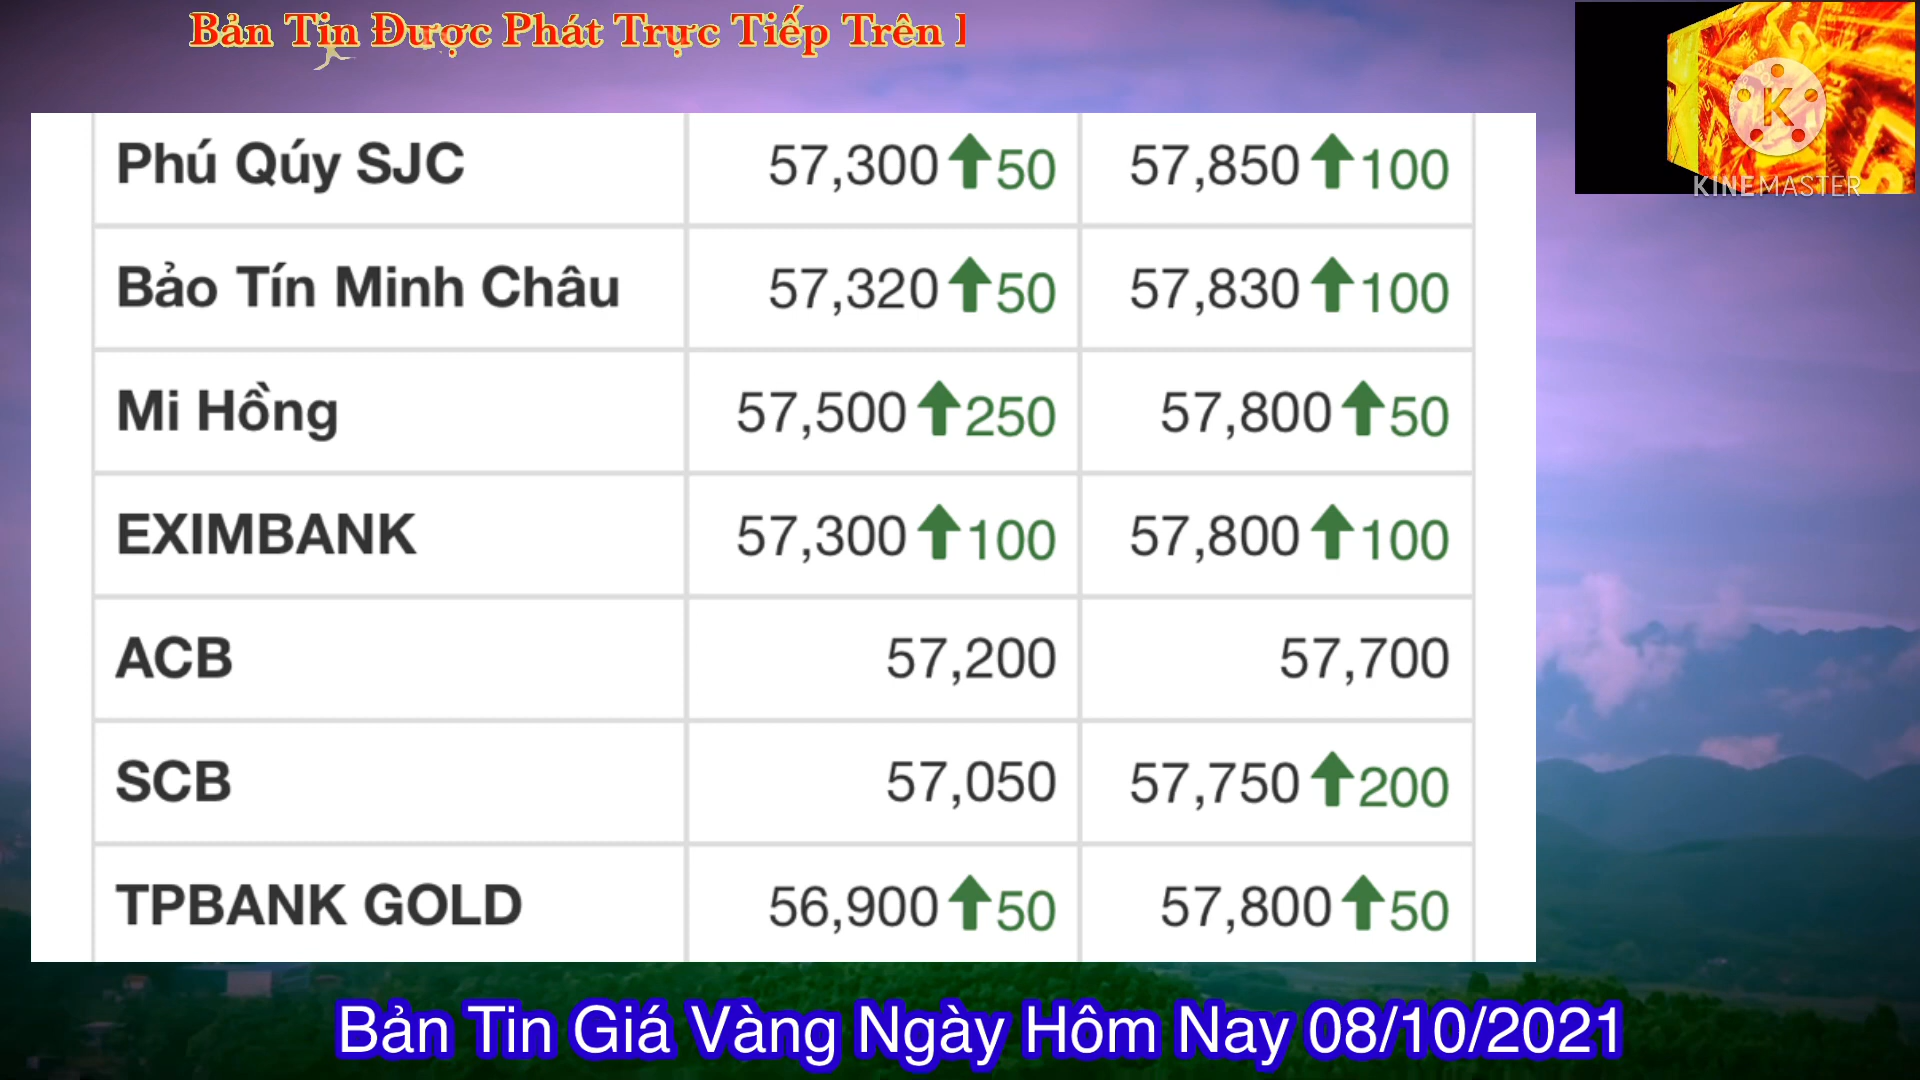 Bản Tin Được Phát Trực Tiếp Trên
KINEMASTER
Phú Qúy SJC 57,300 50 57,850 100
Bảo Tín Minh Châu 57,320 50 57,830 100
Mi Hồng 57,500 250 57,800 50
EXIMBANK 57,300 100 57,800 100
ACB 57,200 57,700
SCB 57,050 57,750 200
TPBANK GOLD 56,900 50 57,800 50
Bản Tin Giá Vàng Ngày Hôm Nay 08/10/2021